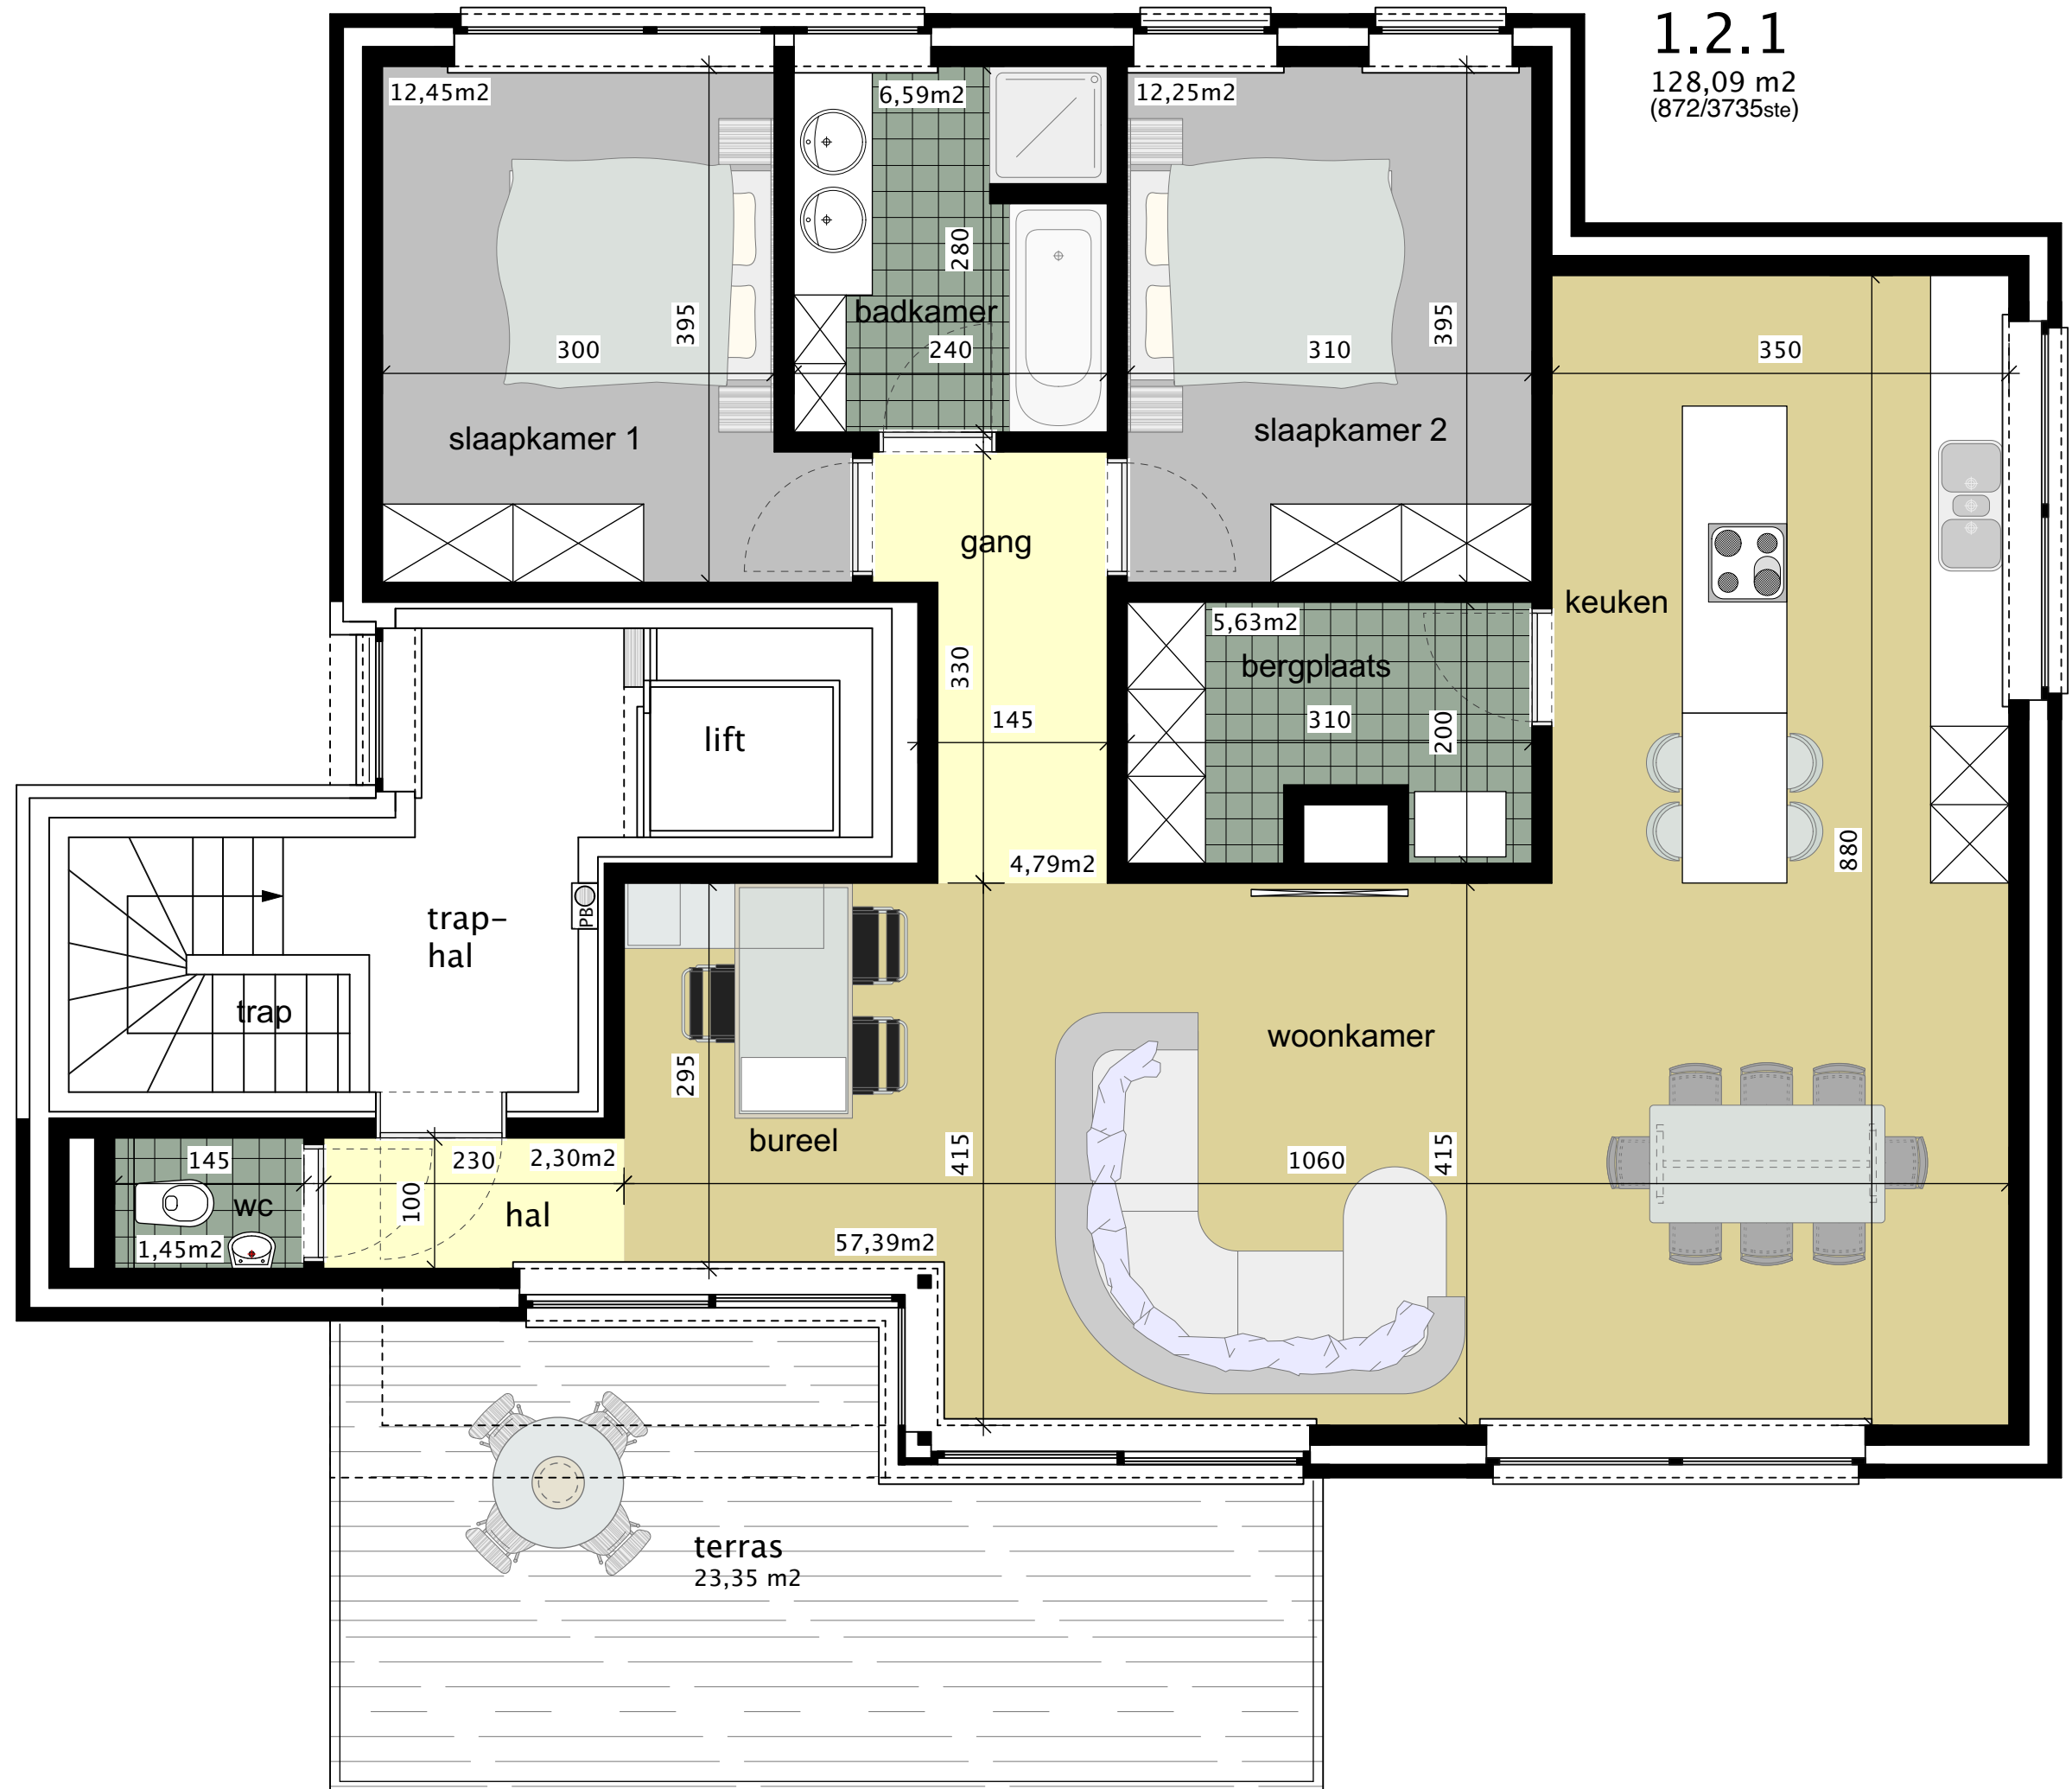 1.2.1
128,09 m2
(872/3735ste)
12,45m2
6,59m2
12,25m2
280
badkamer
395
395
300
240
310
350
slaapkamer 1
slaapkamer 2
gang
keuken
5,63m2
bergplaats
330
145
310
200
lift
4,79m2
880
PB
trap-
hal
trap
woonkamer
295
bureel
415
415
145
230
2,30m2
1060
100
wc
hal
1,45m2
57,39m2
terras
23,35 m2